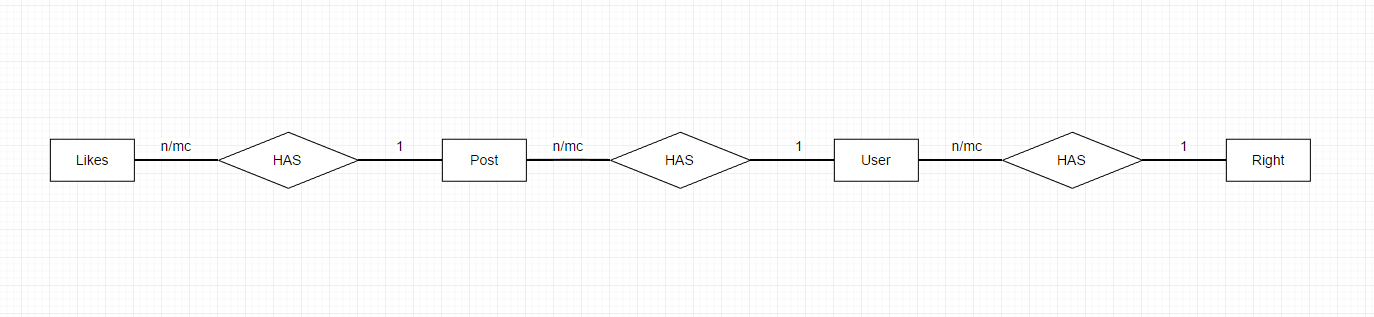 n/mc 1 n/mc 1 n/mc 1
Likes HAS Post HAS User HAS Right